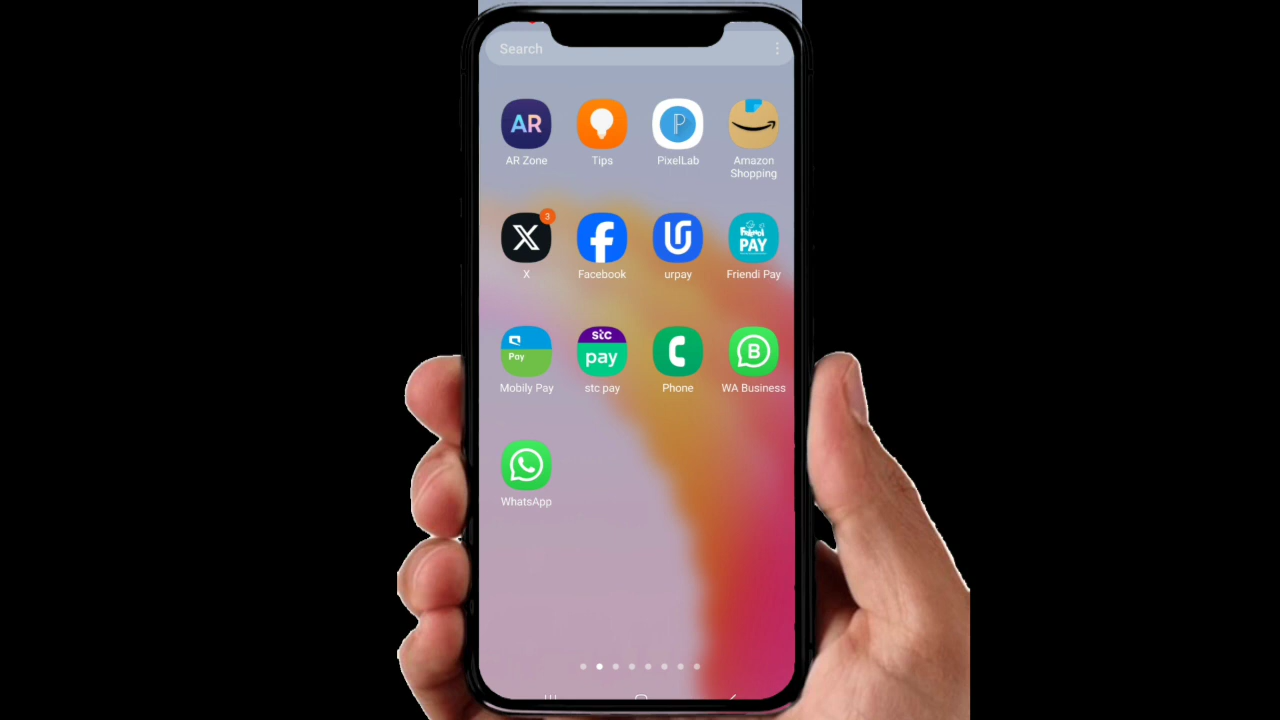 Search
AR
AR Zone
Tips
P
PixelLab
Amazon
Shopping
X
3
X
f
Facebook
urpay
Friendi
PAY
Friendi Pay
Pay
Mobily Pay
stc
pay
stc pay
Phone
B
WA Business
WhatsApp